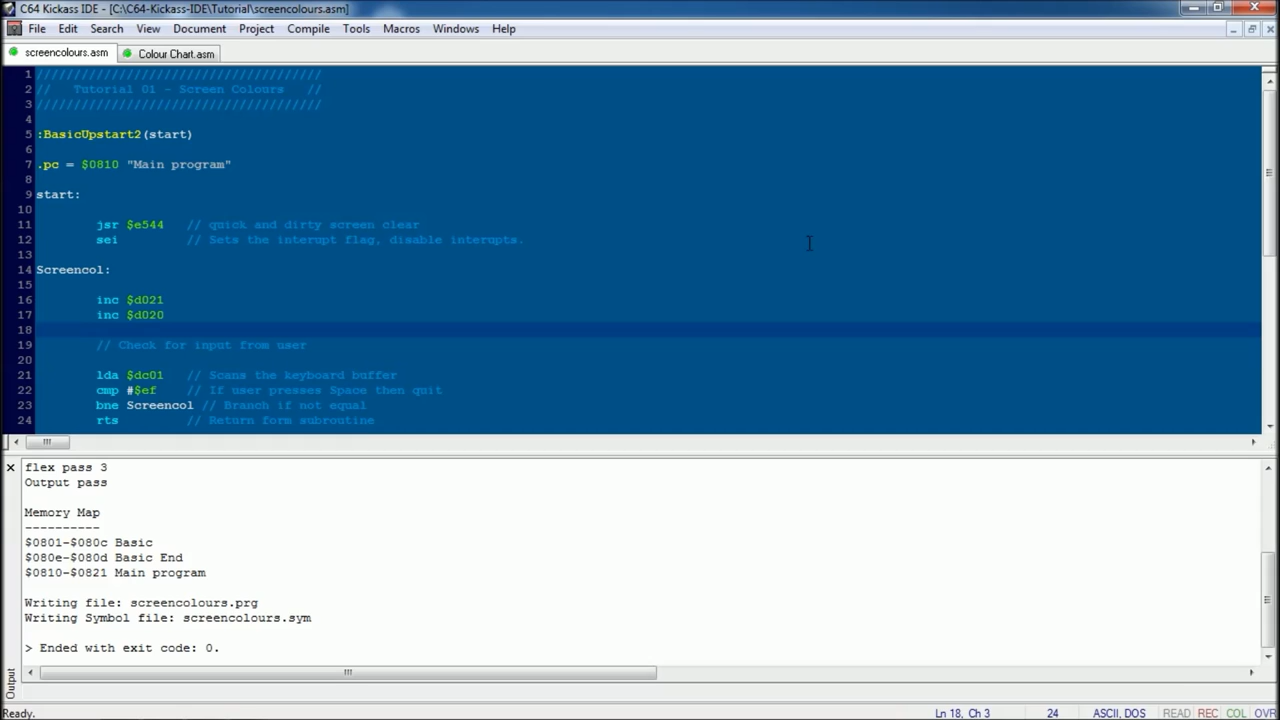 C64 Kickass IDE - [C:\C64-Kickass-IDE\Tutorial\screencolours.asm]
File Edit Search View Document Project Compile Tools Macros Windows Help
screencolours.asm Colour Chart.asm
1 //////////////////////////////////////
2 //   Tutorial 01 - Screen Colours   //
3 //////////////////////////////////////
4
5 :BasicUpstart2(start)
6
7 .pc = $0810 "Main program"
8
9 start:
10
11 jsr $e544 // quick and dirty screen clear
12 sei // Sets the interupt flag, disable interupts.
13
14 Screencol:
15
16 inc $d021
17 inc $d020
18
19 // Check for input from user
20
21 lda $dc01 // Scans the keyboard buffer
22 cmp #$ef // If user presses Space then quit
23 bne Screencol // Branch if not equal
24 rts // Return form subroutine
flex pass 3
Output pass
Memory Map
----------
$0801-$080c Basic
$080e-$080d Basic End
$0810-$0821 Main program
Writing file: screencolours.prg
Writing Symbol file: screencolours.sym
> Ended with exit code: 0.
Output
Ready. Ln 18, Ch 3 24 ASCII, DOS READ REC COL OVR